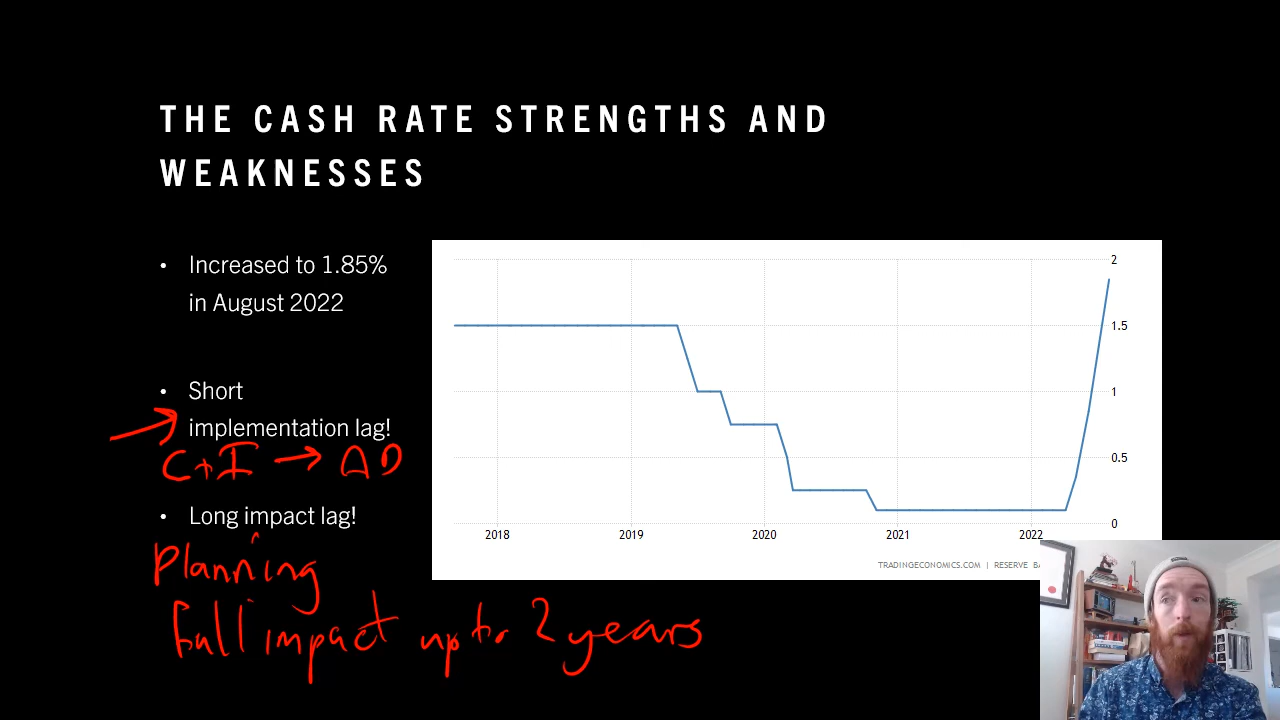 THE CASH RATE STRENGTHS AND
WEAKNESSES
• Increased to 1.85%
in August 2022
• Short
implementation lag!
C+I → AD
• Long impact lag!
Planning
full impact up to 2 years
2
1.5
1
0.5
0
2018 2019 2020 2021 2022
TRADINGECONOMICS.COM | RESERVE